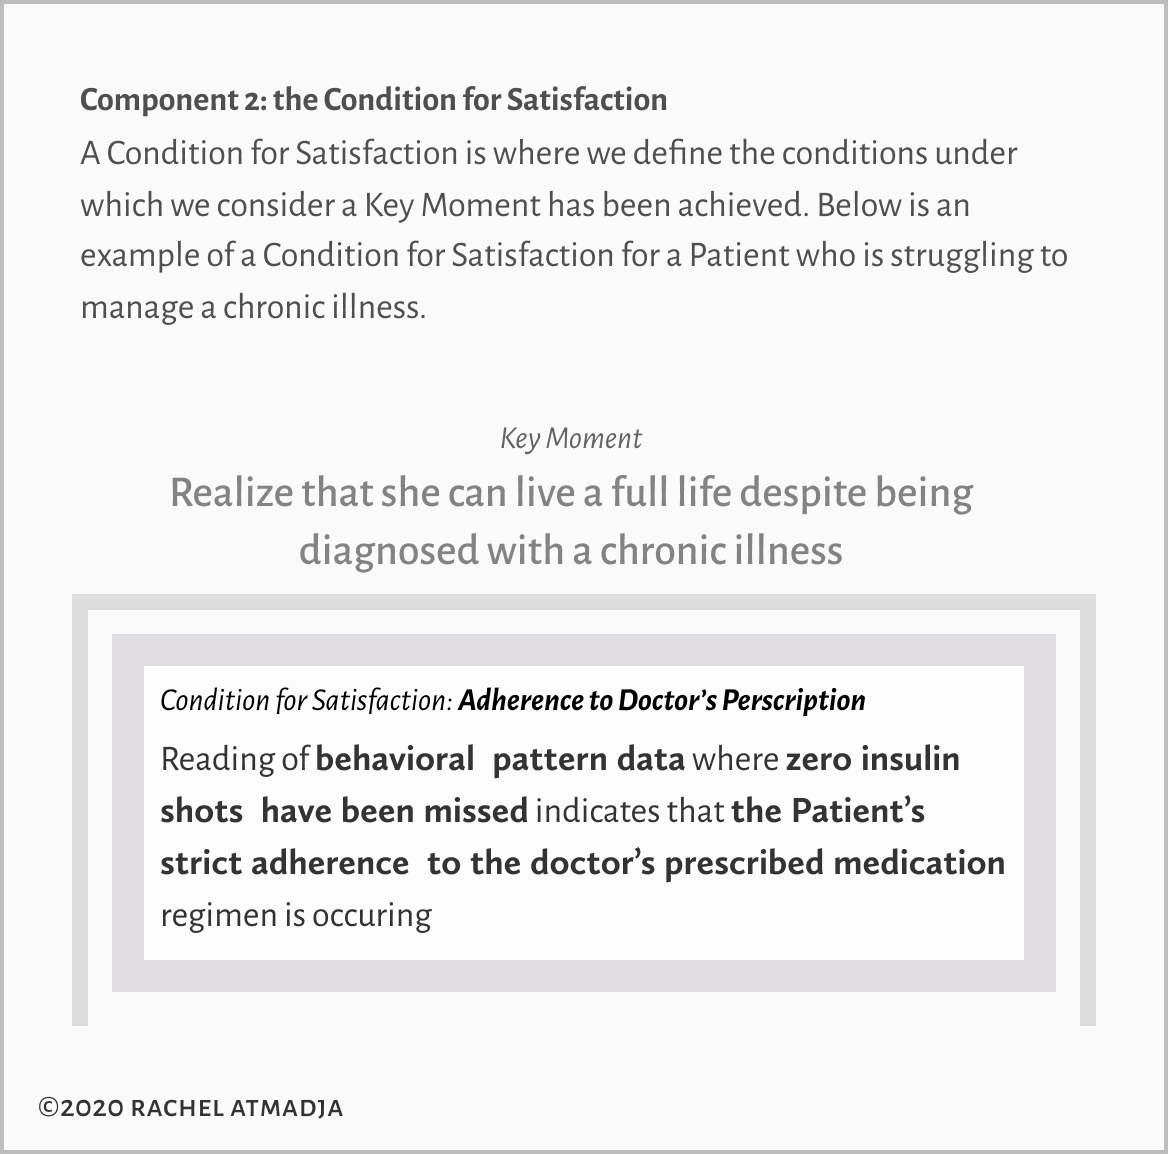 Component 2: the Condition for Satisfaction
A Condition for Satisfaction is where we define the conditions under
which we consider a Key Moment has been achieved. Below is an
example of a Condition for Satisfaction for a Patient who is struggling to
manage a chronic illness.
Key Moment
Realize that she can live a full life despite being
diagnosed with a chronic illness
Condition for Satisfaction: Adherence to Doctor’s Perscription
Reading of behavioral pattern data where zero insulin
shots have been missed indicates that the Patient’s
strict adherence to the doctor’s prescribed medication
regimen is occuring
©2020 RACHEL ATMADJA